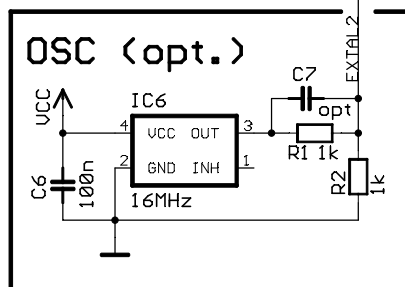 OSC (opt.)
EXTAL2
C7
opt
VCC
IC6
4 VCC OUT 3
R1 1k
2 GND INH 1
C6
100n
R2
1k
16MHz